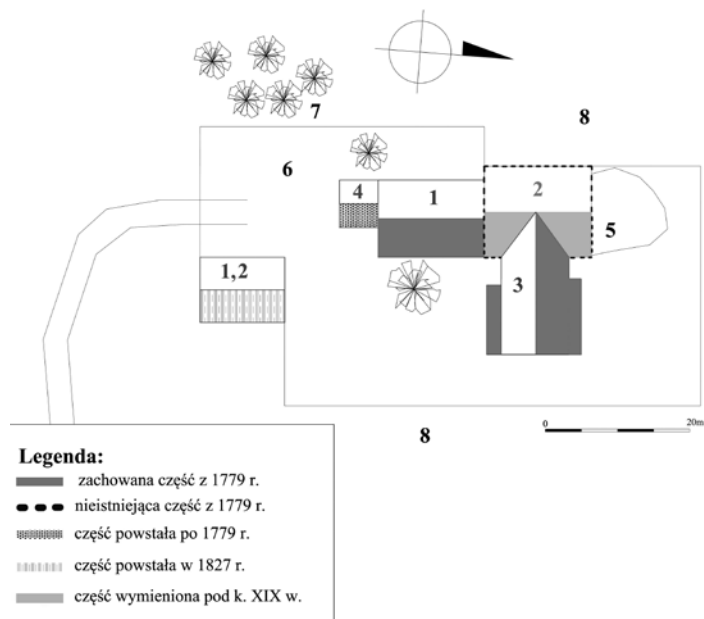 7
8
6
4
1
2
5
1,2
3
0
20m
8
Legenda:
zachowana część z 1779 r.
nieistniejąca część z 1779 r.
część powstała po 1779 r.
część powstała w 1827 r.
część wymieniona pod k. XIX w.